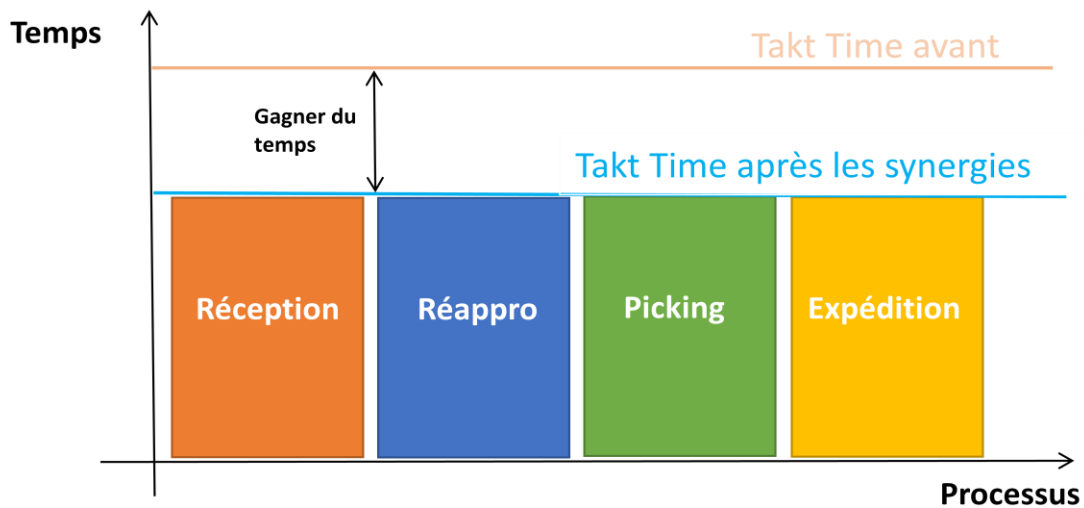 Temps
Takt Time avant
Gagner du
temps
Takt Time après les synergies
Réception
Réappro
Picking
Expédition
Processus